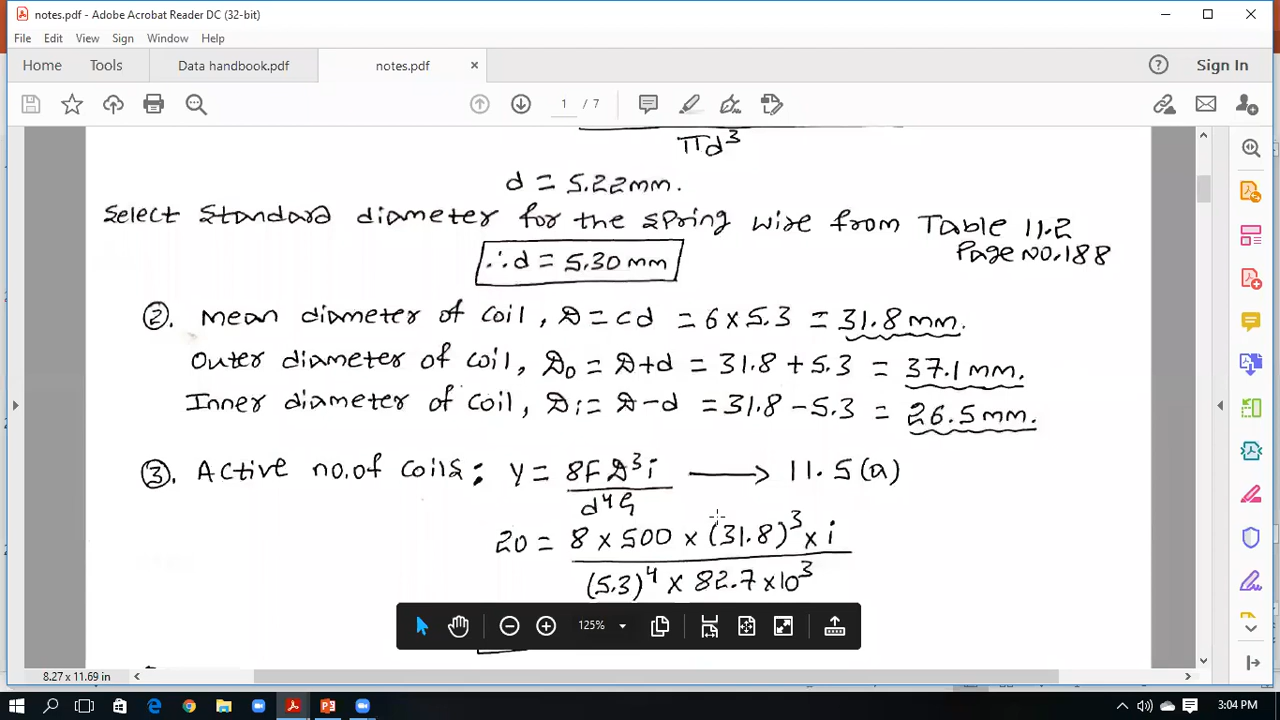 notes.pdf - Adobe Acrobat Reader DC (32-bit)
File Edit View Sign Window Help
Home Tools Data handbook.pdf notes.pdf × Sign In
1 / 7
πd³
d = 5.22mm.
Select Standard diameter for the spring wire from Table 11.2
Page No.188
∴d = 5.30 mm
②. Mean diameter of coil, D = cd = 6 x 5.3 = 31.8 mm.
Outer diameter of coil, D₀ = D+d = 31.8 + 5.3 = 37.1 mm.
Inner diameter of coil, Di = D-d = 31.8 - 5.3 = 26.5 mm.
③. Active no.of coils: y = 8FD³i / d⁴G ⟶ 11.5(a)
20 = 8 x 500 x (31.8)³ x i / (5.3)⁴ x 82.7 x 10³
125%
8.27 x 11.69 in
3:04 PM